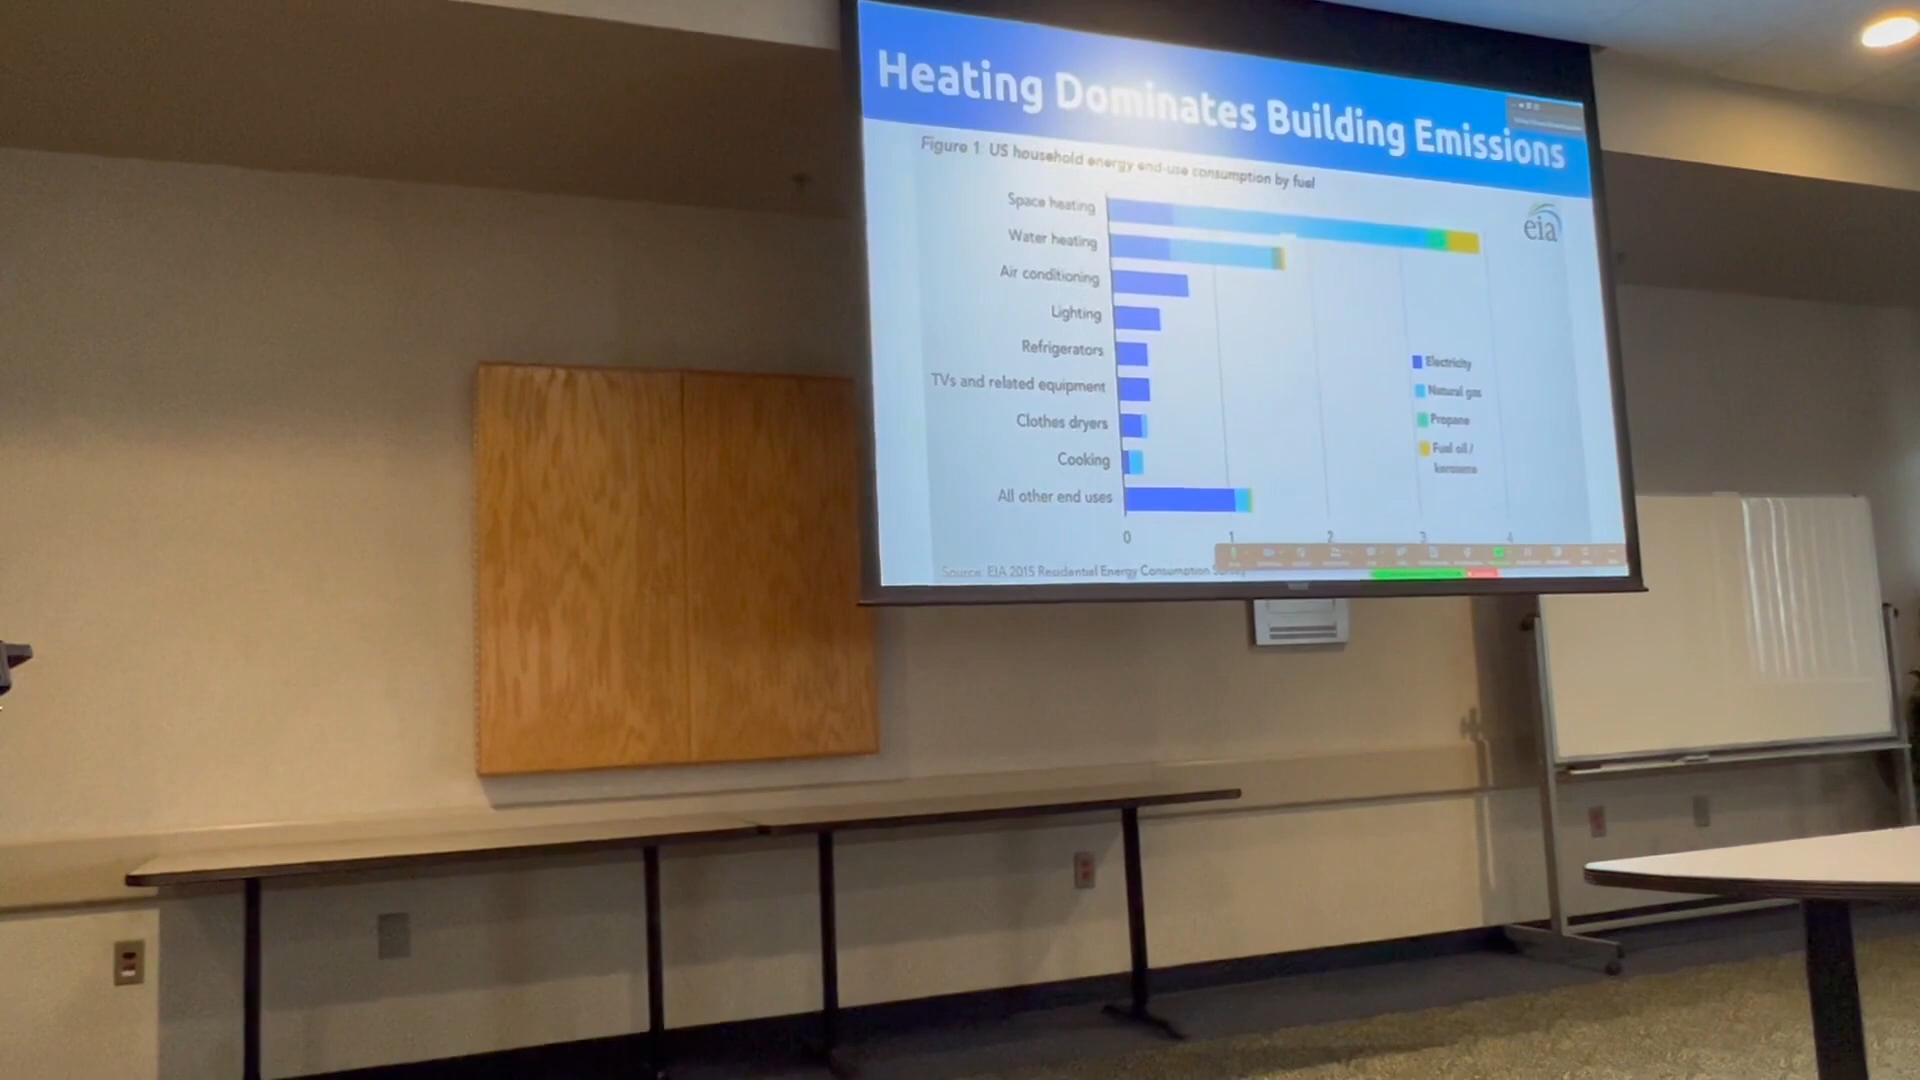 Heating Dominates Building Emissions
Figure 1: US household energy end-use consumption by fuel
eia
Space heating
Water heating
Air conditioning
Lighting
Refrigerators
TVs and related equipment
Clothes dryers
Cooking
All other end uses
Electricity
Natural gas
Propane
Fuel oil /
kerosene
0 1 2 3 4
Source: EIA 2015 Residential Energy Consumption